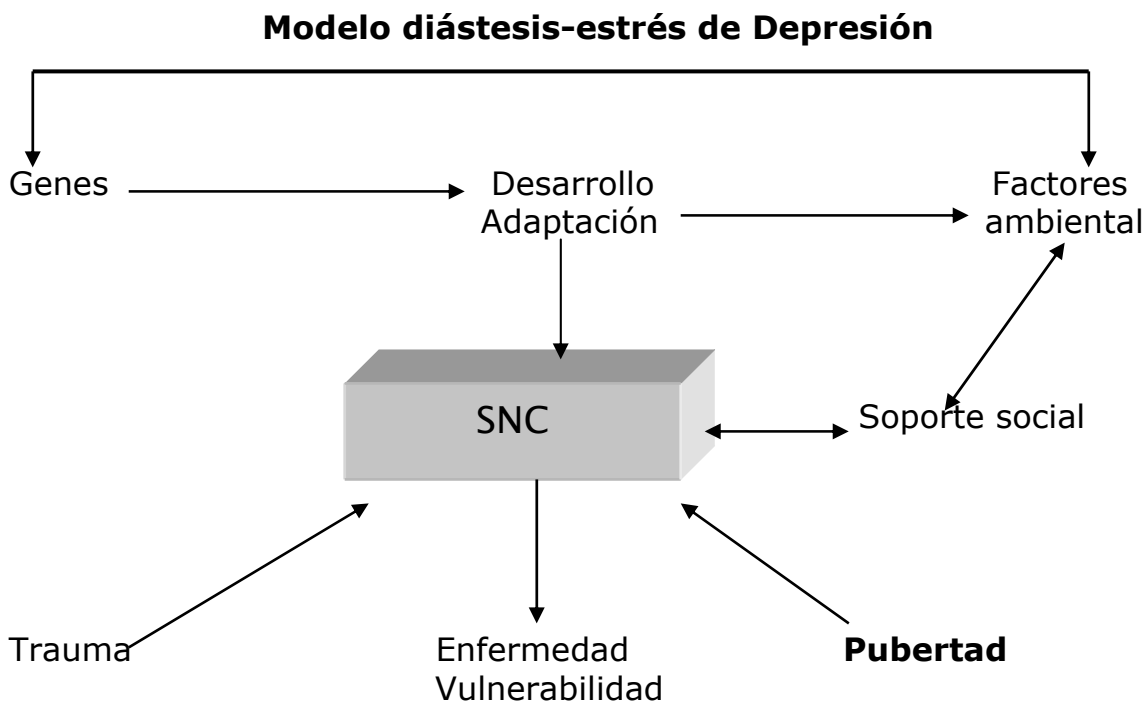 Modelo diástesis-estrés de Depresión
Genes
Desarrollo
Adaptación
Factores
ambiental
SNC
Soporte social
Trauma
Enfermedad
Vulnerabilidad
Pubertad